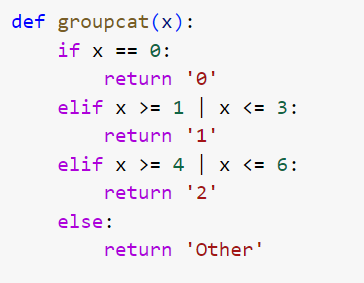 def groupcat(x):
    if x == 0:
        return '0'
    elif x >= 1 | x <= 3:
        return '1'
    elif x >= 4 | x <= 6:
        return '2'
    else:
        return 'Other'